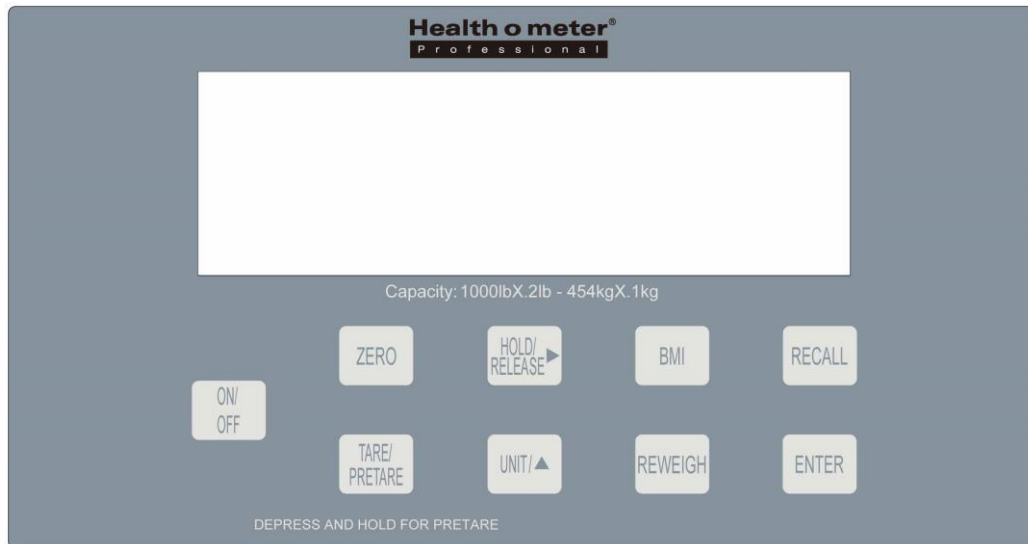 Health o meter®
Professional
Capacity: 1000lbX.2lb - 454kgX.1kg
ZERO
HOLD/
RELEASE▶
BMI
RECALL
ON/
OFF
TARE/
PRETARE
UNIT/▲
REWEIGH
ENTER
DEPRESS AND HOLD FOR PRETARE